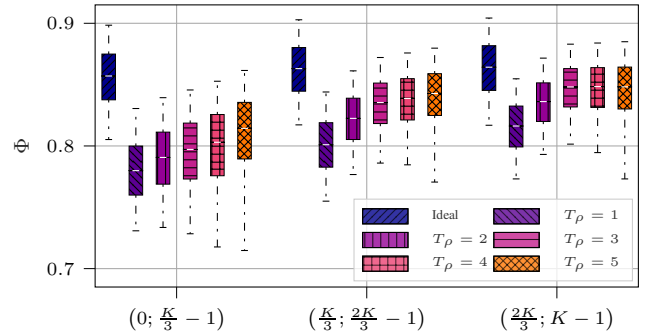 0.9
0.8
Φ
0.7
Ideal
T_ρ = 1
T_ρ = 2
T_ρ = 3
T_ρ = 4
T_ρ = 5
(0; K/3 − 1)
(K/3; 2K/3 − 1)
(2K/3; K − 1)